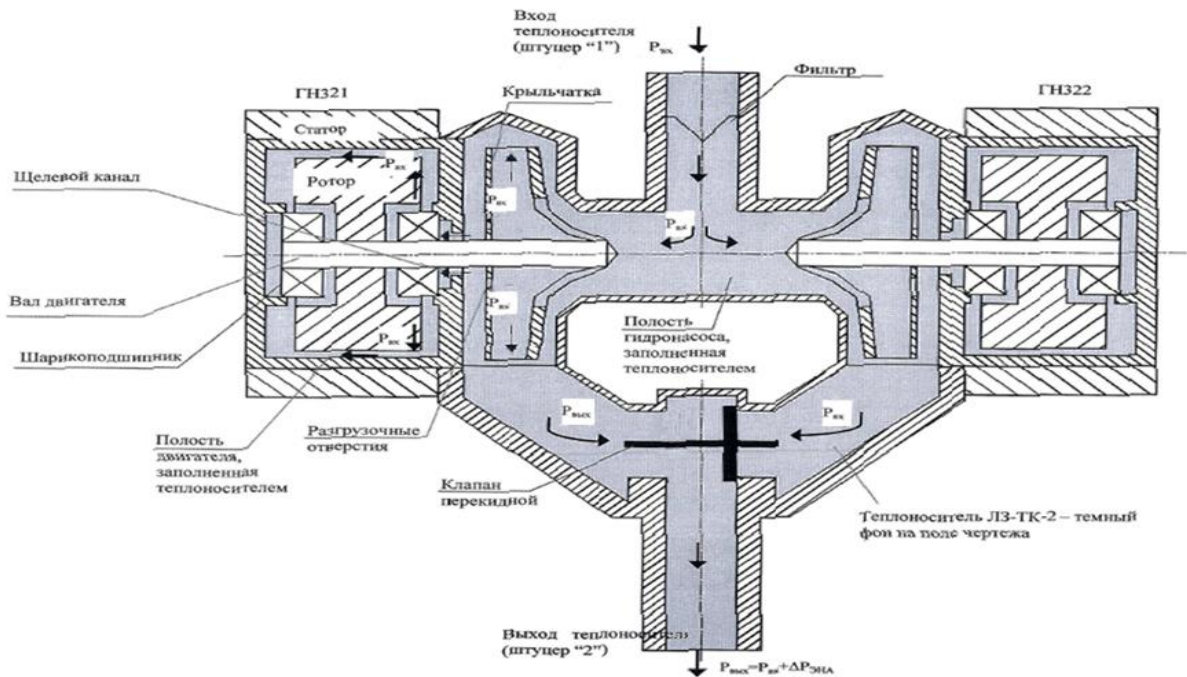 Вход
теплоносителя
(штуцер “1”)
Pвх
Фильтр
ГН321
Крыльчатка
ГН322
Статор
Pвх
Щелевой канал
Ротор
Pвх
Pвх
Вал двигателя
Pвх
Полость
гидронасоса,
заполненная
теплоносителем
Шарикоподшипник
Pвх
Pвых
Pвх
Разгрузочные
отверстия
Полость
двигателя,
заполненная
теплоносителем
Клапан
перекидной
Теплоноситель ЛЗ-ТК-2 – темный
фон на поле чертежа
Выход теплоносителя
(штуцер “2”)
Pвых=Pвх+ΔPЭНА